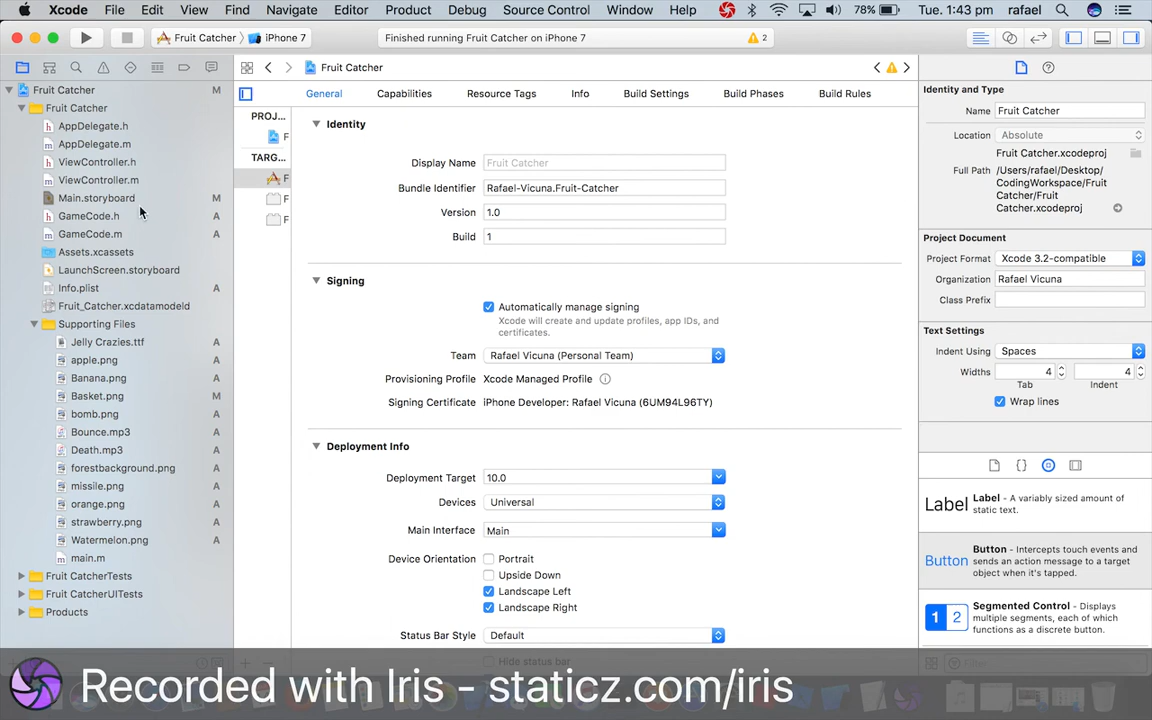 Xcode File Edit View Find Navigate Editor Product Debug Source Control Window Help 78% Tue. 1:43 pm rafael
Fruit Catcher iPhone 7
Finished running Fruit Catcher on iPhone 7
2
Fruit Catcher M
Fruit Catcher
AppDelegate.h
AppDelegate.m
ViewController.h
ViewController.m
Main.storyboard M
GameCode.h A
GameCode.m A
Assets.xcassets
LaunchScreen.storyboard
Info.plist A
Fruit_Catcher.xcdatamodeld
Supporting Files
Jelly Crazies.ttf A
apple.png A
Banana.png A
Basket.png M
bomb.png A
Bounce.mp3 A
Death.mp3 A
forestbackground.png A
missile.png A
orange.png A
strawberry.png A
Watermelon.png A
main.m
Fruit CatcherTests
Fruit CatcherUITests
Products
Fruit Catcher
General Capabilities Resource Tags Info Build Settings Build Phases Build Rules
PROJ...
F
TARG...
F
F
F
Identity
Display Name Fruit Catcher
Bundle Identifier Rafael-Vicuna.Fruit-Catcher
Version 1.0
Build 1
Signing
Automatically manage signing
Xcode will create and update profiles, app IDs, and
certificates.
Team Rafael Vicuna (Personal Team)
Provisioning Profile Xcode Managed Profile
Signing Certificate iPhone Developer: Rafael Vicuna (6UM94L96TY)
Deployment Info
Deployment Target 10.0
Devices Universal
Main Interface Main
Device Orientation Portrait
Upside Down
Landscape Left
Landscape Right
Status Bar Style Default
Hide status bar
Identity and Type
Name Fruit Catcher
Location Absolute
Fruit Catcher.xcodeproj
Full Path /Users/rafael/Desktop/
CodingWorkspace/Fruit
Catcher/Fruit
Catcher.xcodeproj
Project Document
Project Format Xcode 3.2-compatible
Organization Rafael Vicuna
Class Prefix
Text Settings
Indent Using Spaces
Widths 4 4
Tab Indent
Wrap lines
Label Label - A variably sized amount of
static text.
Button Button - Intercepts touch events and
sends an action message to a target
object when it's tapped.
1 2 Segmented Control - Displays
multiple segments, each of which
functions as a discrete button.
Filter
Recorded with Iris - staticz.com/iris